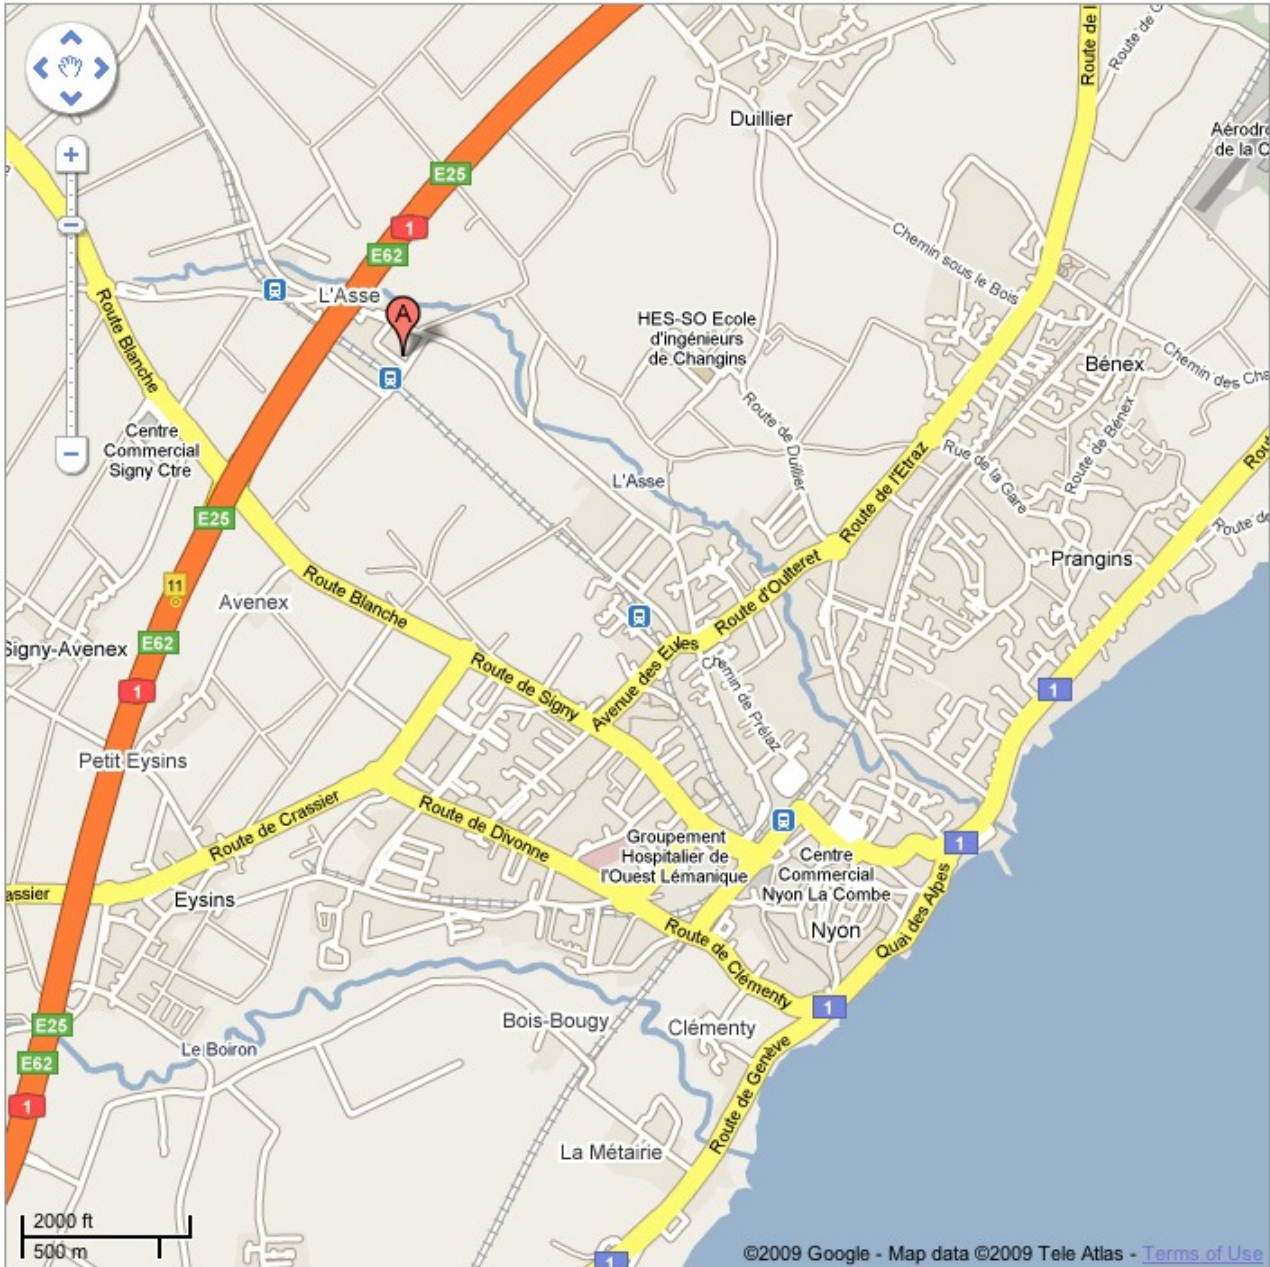 Route de l
Route de C
Duillier
Aérodr
de la C
E25
1
E62
Chemin sous le Bois
L'Asse
A
HES-SO Ecole
d'ingénieurs
de Changins
Route Blanche
Bénex
Chemin des Cha
Route de Duillier
Route de Bénex
Centre
Commercial
Signy Ctre
Rue de la Gare
Rout
L'Asse
Route de l'Etraz
E25
Route de
Prangins
11
Route Blanche
Avenex
Route d'Oulteret
Signy-Avenex
E62
1
Route de Signy
Avenue des Eules
Chemin de Prélaz
1
Petit Eysins
Route de Crassier
Route de Divonne
Groupement
Hospitalier de
l'Ouest Lémanique
1
Centre
Commercial
Nyon La Combe
assier
Eysins
Nyon
Quai des Alpes
Route de Clémenty
1
Bois-Bougy
Clémenty
E25
Le Boiron
E62
1
Route de Genève
La Métairie
2000 ft
500 m
1
©2009 Google - Map data ©2009 Tele Atlas - Terms of Use